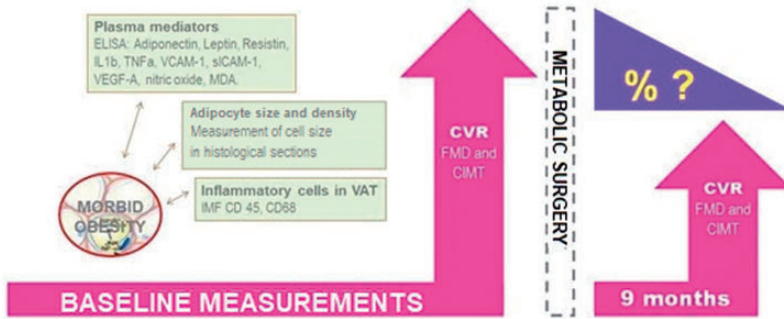 Plasma mediators
ELISA: Adiponectin, Leptin, Resistin,
IL1b, TNFa, VCAM-1, sICAM-1,
VEGF-A, nitric oxide, MDA.
Adipocyte size and density
Measurement of cell size
in histological sections
Inflammatory cells in VAT
IMF CD 45, CD68
MORBID
OBESITY
CVR
FMD and
CIMT
BASELINE MEASUREMENTS
METABOLIC SURGERY
% ?
CVR
FMD and
CIMT
9 months